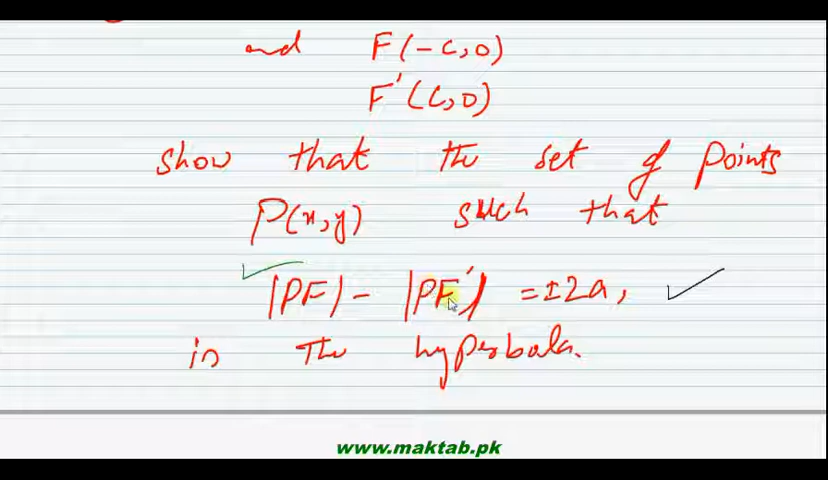 and F(-c,0)
F'(c,0)
show that the set of points
P(x,y) such that
|PF| - |PF'| = ±2a,
is the hyperbola.
www.maktab.pk